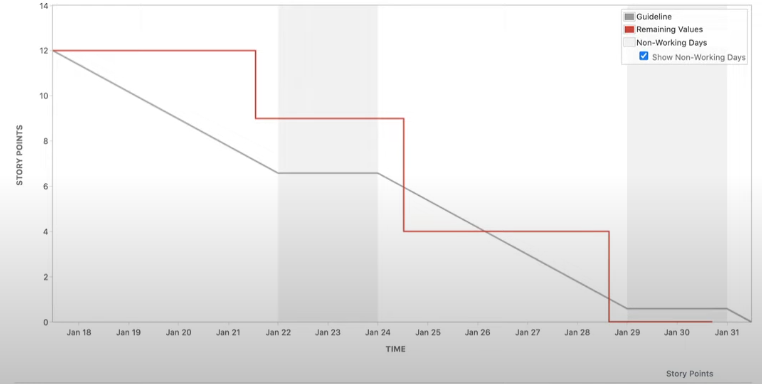 14
Guideline
Remaining Values
Non-Working Days
Show Non-Working Days
12
10
8
6
4
2
0
STORY POINTS
Jan 18 Jan 19 Jan 20 Jan 21 Jan 22 Jan 23 Jan 24 Jan 25 Jan 26 Jan 27 Jan 28 Jan 29 Jan 30 Jan 31
TIME
Story Points